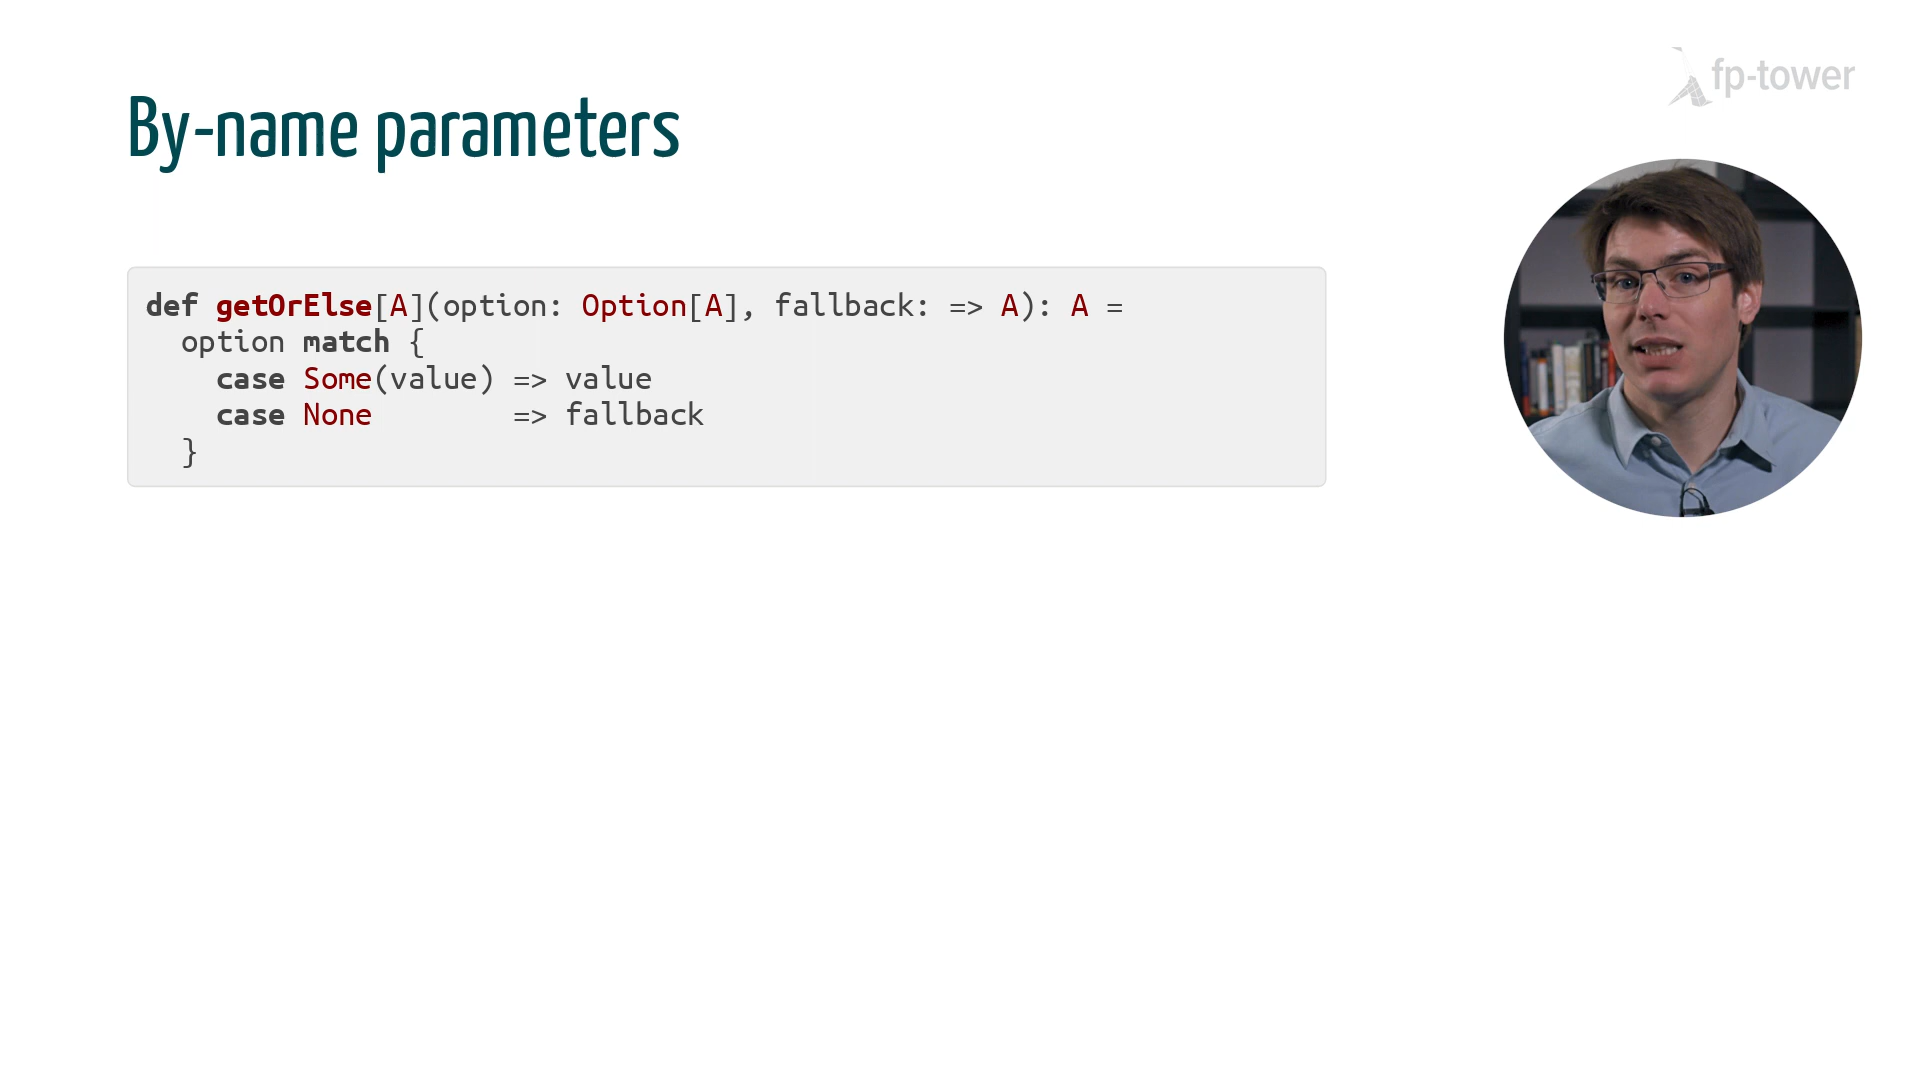 fp-tower
By-name parameters
def getOrElse[A](option: Option[A], fallback: => A): A =
  option match {
    case Some(value) => value
    case None        => fallback
  }